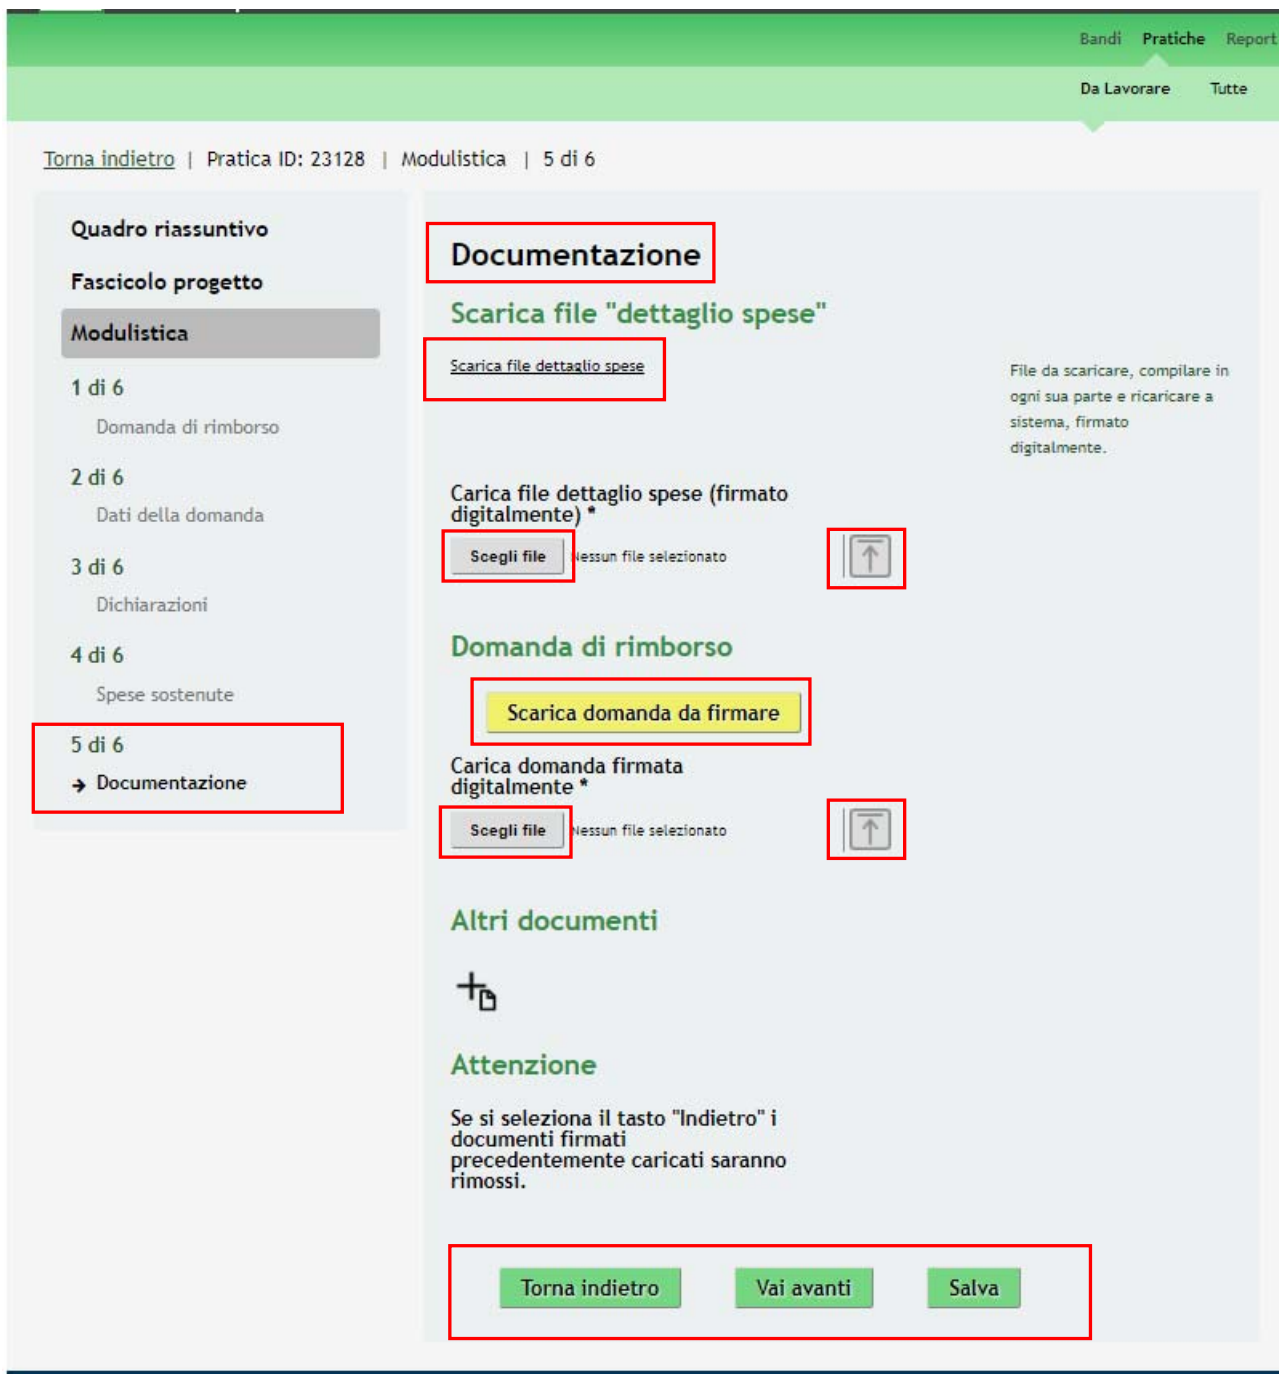 Bandi Pratiche Report
Da Lavorare Tutte
Torna indietro | Pratica ID: 23128 | Modulistica | 5 di 6
Quadro riassuntivo
Fascicolo progetto
Modulistica
1 di 6
Domanda di rimborso
2 di 6
Dati della domanda
3 di 6
Dichiarazioni
4 di 6
Spese sostenute
5 di 6
→ Documentazione
Documentazione
Scarica file "dettaglio spese"
Scarica file dettaglio spese
File da scaricare, compilare in
ogni sua parte e ricaricare a
sistema, firmato
digitalmente.
Carica file dettaglio spese (firmato
digitalmente) *
Scegli file Nessun file selezionato
Domanda di rimborso
Scarica domanda da firmare
Carica domanda firmata
digitalmente *
Scegli file Nessun file selezionato
Altri documenti
Attenzione
Se si seleziona il tasto "Indietro" i
documenti firmati
precedentemente caricati saranno
rimossi.
Torna indietro Vai avanti Salva